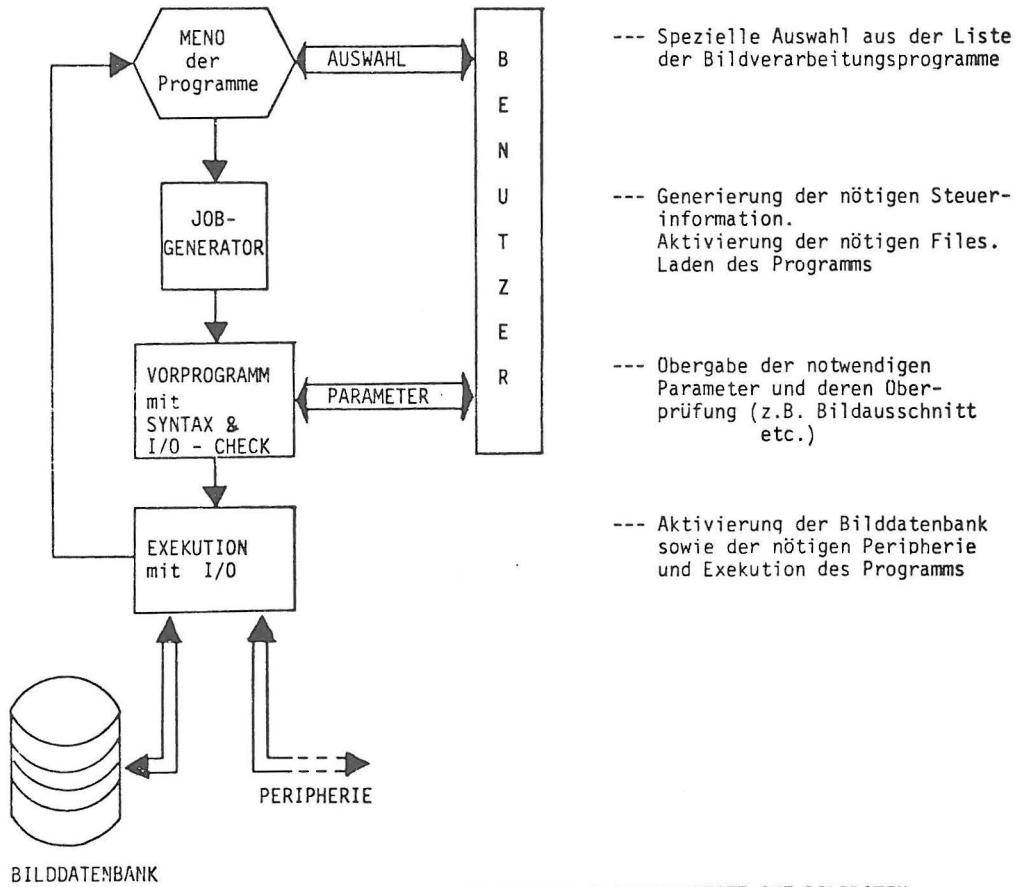 MENO
der
Programme
AUSWAHL
B
E
N
U
T
Z
E
R
--- Spezielle Auswahl aus der Liste
der Bildverarbeitungsprogramme
JOB-
GENERATOR
--- Generierung der nötigen Steuer-
information.
Aktivierung der nötigen Files.
Laden des Programms
VORPROGRAMM
mit
SYNTAX &
I/O - CHECK
PARAMETER
--- Obergabe der notwendigen
Parameter und deren Ober-
prüfung (z.B. Bildausschnitt
etc.)
EXEKUTION
mit I/O
--- Aktivierung der Bilddatenbank
sowie der nötigen Peripherie
und Exekution des Programms
PERIPHERIE
BILDDATENBANK